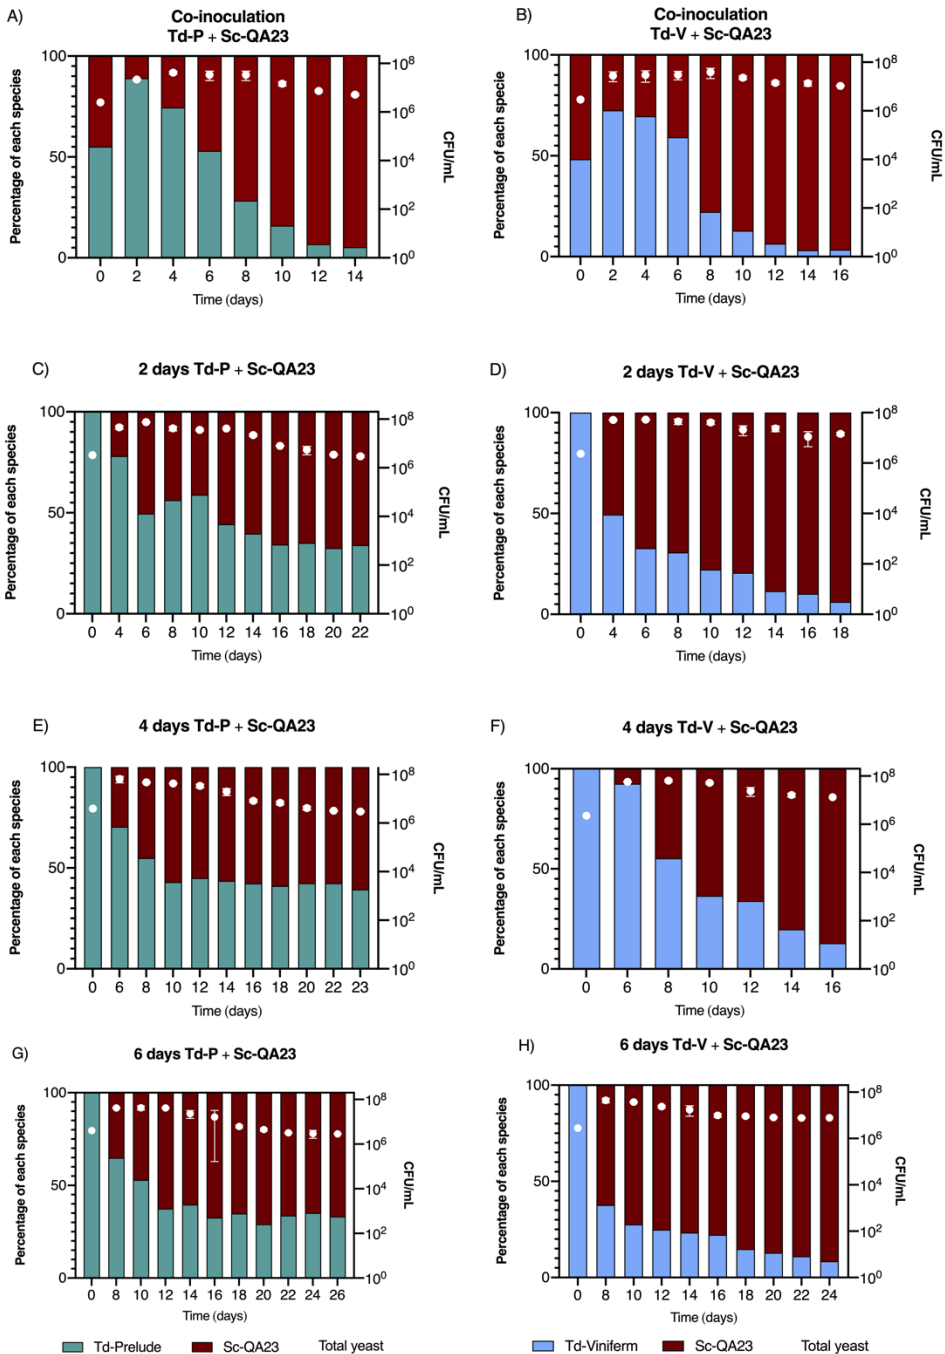 A)
Co-inoculation
Td-P + Sc-QA23
Percentage of each species
100
50
0
10⁸
10⁶
10⁴
10²
10⁰
CFU/mL
0 2 4 6 8 10 12 14
Time (days)
B)
Co-inoculation
Td-V + Sc-QA23
Percentage of each specie
100
50
0
10⁸
10⁶
10⁴
10²
10⁰
CFU/mL
0 2 4 6 8 10 12 14 16
Time (days)
C)
2 days Td-P + Sc-QA23
Percentage of each species
100
50
0
10⁸
10⁶
10⁴
10²
10⁰
CFU/mL
0 4 6 8 10 12 14 16 18 20 22
Time (days)
D)
2 days Td-V + Sc-QA23
Percentage of each species
100
50
0
10⁸
10⁶
10⁴
10²
10⁰
CFU/mL
0 4 6 8 10 12 14 16 18
Time (days)
E)
4 days Td-P + Sc-QA23
Percentage of each species
100
50
0
10⁸
10⁶
10⁴
10²
10⁰
CFU/mL
0 6 8 10 12 14 16 18 20 22 23
Time (days)
F)
4 days Td-V + Sc-QA23
Percentage of each species
100
50
0
10⁸
10⁶
10⁴
10²
10⁰
CFU/mL
0 6 8 10 12 14 16
Time (days)
G)
6 days Td-P + Sc-QA23
Percentage of each species
100
50
0
10⁸
10⁶
10⁴
10²
10⁰
CFU/mL
0 8 10 12 14 16 18 20 22 24 26
Time (days)
H)
6 days Td-V + Sc-QA23
Percentage of each species
100
50
0
10⁸
10⁶
10⁴
10²
10⁰
CFU/mL
0 8 10 12 14 16 18 20 22 24
Time (days)
Td-Prelude Sc-QA23 Total yeast
Td-Viniferm Sc-QA23 Total yeast